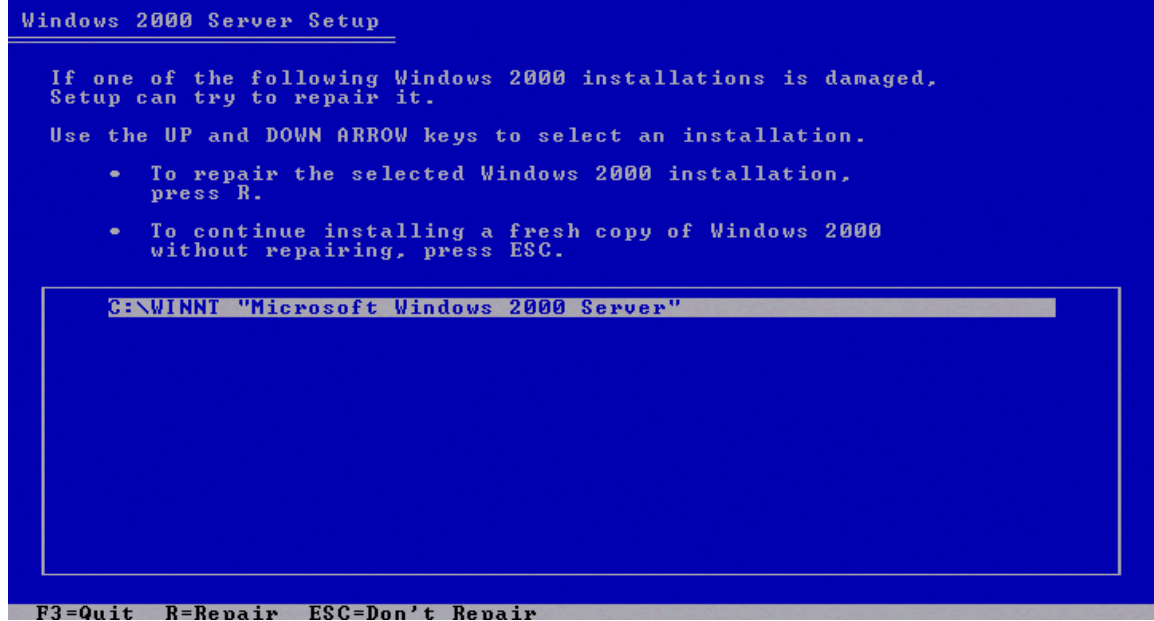 Windows 2000 Server Setup
If one of the following Windows 2000 installations is damaged,
Setup can try to repair it.
Use the UP and DOWN ARROW keys to select an installation.
• To repair the selected Windows 2000 installation,
press R.
• To continue installing a fresh copy of Windows 2000
without repairing, press ESC.
C:\WINNT "Microsoft Windows 2000 Server"
F3=Quit R=Repair ESC=Don't Repair